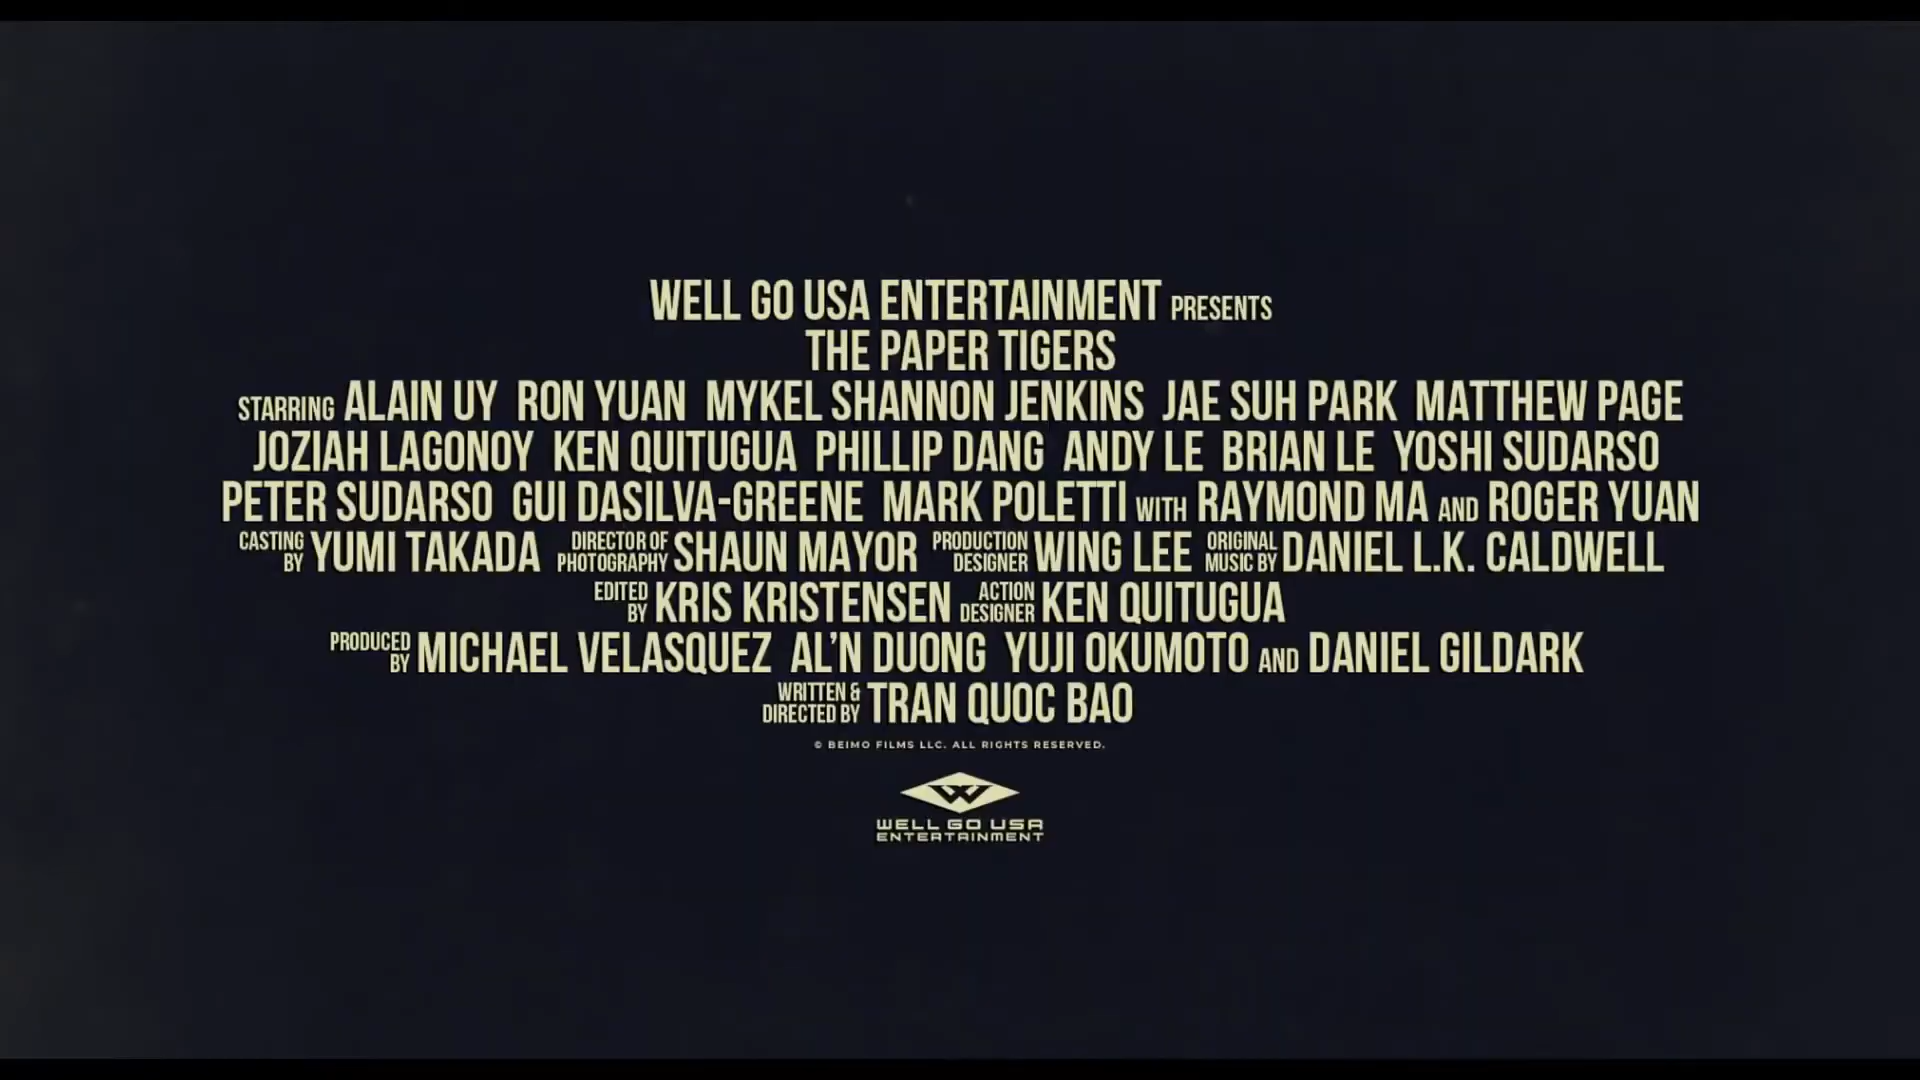 WELL GO USA ENTERTAINMENT PRESENTS
THE PAPER TIGERS
STARRING ALAIN UY RON YUAN MYKEL SHANNON JENKINS JAE SUH PARK MATTHEW PAGE
JOZIAH LAGONOY KEN QUITUGUA PHILLIP DANG ANDY LE BRIAN LE YOSHI SUDARSO
PETER SUDARSO GUI DASILVA-GREENE MARK POLETTI WITH RAYMOND MA AND ROGER YUAN
CASTING BY YUMI TAKADA DIRECTOR OF PHOTOGRAPHY SHAUN MAYOR PRODUCTION DESIGNER WING LEE ORIGINAL MUSIC BY DANIEL L.K. CALDWELL
EDITED BY KRIS KRISTENSEN ACTION DESIGNER KEN QUITUGUA
PRODUCED BY MICHAEL VELASQUEZ AL'N DUONG YUJI OKUMOTO AND DANIEL GILDARK
WRITTEN & DIRECTED BY TRAN QUOC BAO
© BEIMO FILMS LLC. ALL RIGHTS RESERVED.
WELL GO USA
ENTERTAINMENT